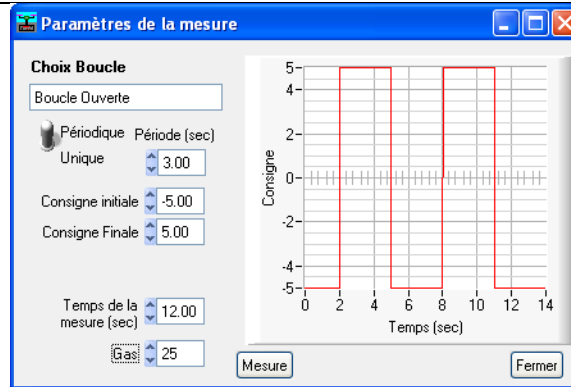 Paramètres de la mesure
Choix Boucle
Boucle Ouverte
Périodique Période (sec)
Unique 3.00
Consigne initiale -5.00
Consigne Finale 5.00
Temps de la
mesure (sec) 12.00
Gas 25
Consigne
5
4
2
0
-2
-4
-5
0 2 4 6 8 10 12 14
Temps (sec)
Mesure Fermer